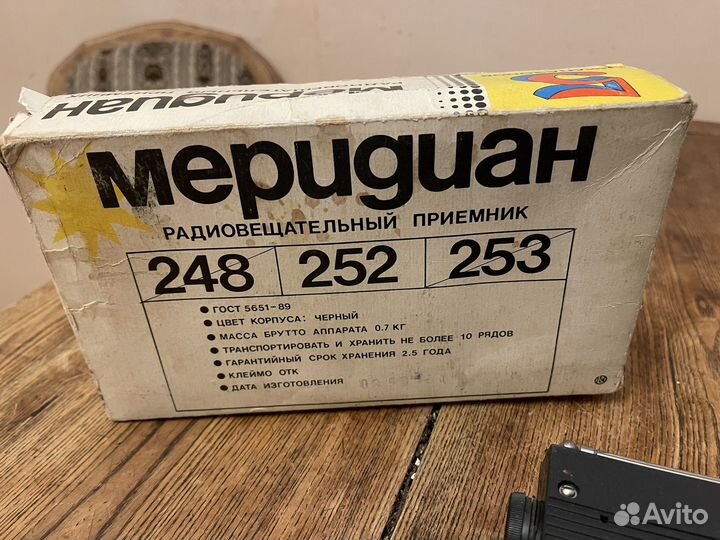 Меридиан
Меридиан
РАДИОВЕЩАТЕЛЬНЫЙ ПРИЕМНИК
248 252 253
● ГОСТ 5651-89
● ЦВЕТ КОРПУСА: ЧЕРНЫЙ
● МАССА БРУТТО АППАРАТА 0.7 КГ
● ТРАНСПОРТИРОВАТЬ И ХРАНИТЬ НЕ БОЛЕЕ 10 РЯДОВ
● ГАРАНТИЙНЫЙ СРОК ХРАНЕНИЯ 2.5 ГОДА
● КЛЕЙМО ОТК
● ДАТА ИЗГОТОВЛЕНИЯ
Avito